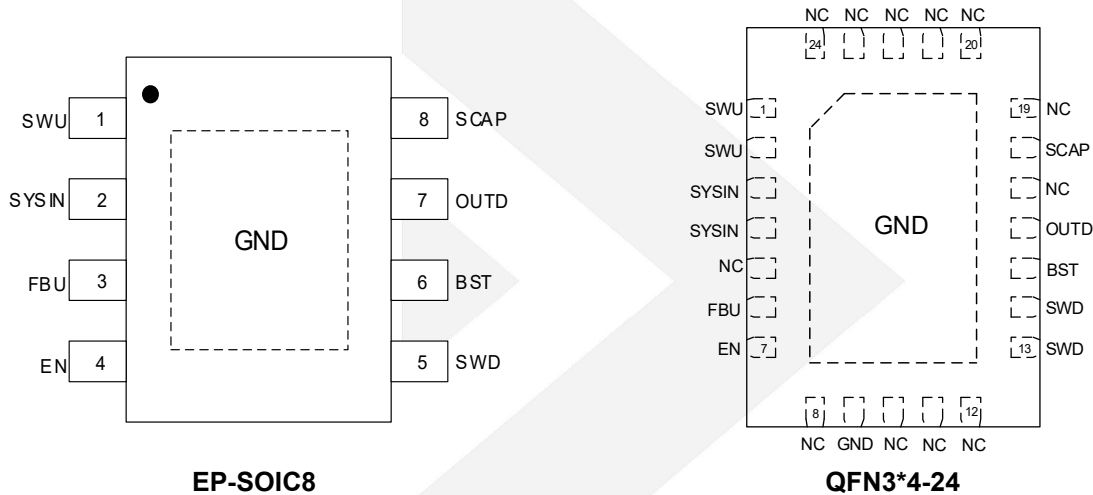 NC NC NC NC NC
24 20
SWU 1 8 SCAP
SYSIN 2 7 OUTD
FBU 3 6 BST
EN 4 5 SWD
GND
EP-SOIC8
SWU 1 19 NC
SWU SCAP
SYSIN NC
SYSIN OUTD
NC BST
FBU SWD
EN 7 13 SWD
GND
8 12
NC GND NC NC NC
QFN3*4-24